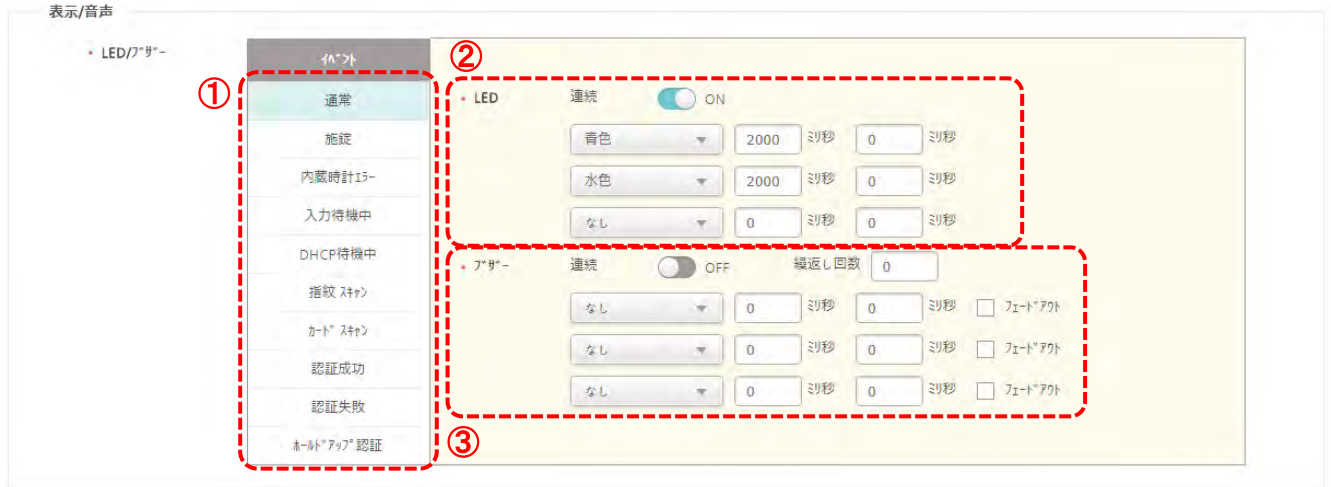 表示/音声
• LED/ﾌﾞｻﾞｰ
ｲﾍﾞﾝﾄ
②
①
通常
施錠
内蔵時計ｴﾗｰ
入力待機中
DHCP待機中
指紋 ｽｷｬﾝ
ｶｰﾄﾞ ｽｷｬﾝ
認証成功
認証失敗
ﾎｰﾙﾄﾞｱｯﾌﾟ認証
• LED 連続 ON
青色 2000 ﾐﾘ秒 0 ﾐﾘ秒
水色 2000 ﾐﾘ秒 0 ﾐﾘ秒
なし 0 ﾐﾘ秒 0 ﾐﾘ秒
• ﾌﾞｻﾞｰ 連続 OFF 繰返し回数 0
なし 0 ﾐﾘ秒 0 ﾐﾘ秒 ﾌｪｰﾄﾞｱｳﾄ
なし 0 ﾐﾘ秒 0 ﾐﾘ秒 ﾌｪｰﾄﾞｱｳﾄ
なし 0 ﾐﾘ秒 0 ﾐﾘ秒 ﾌｪｰﾄﾞｱｳﾄ
③